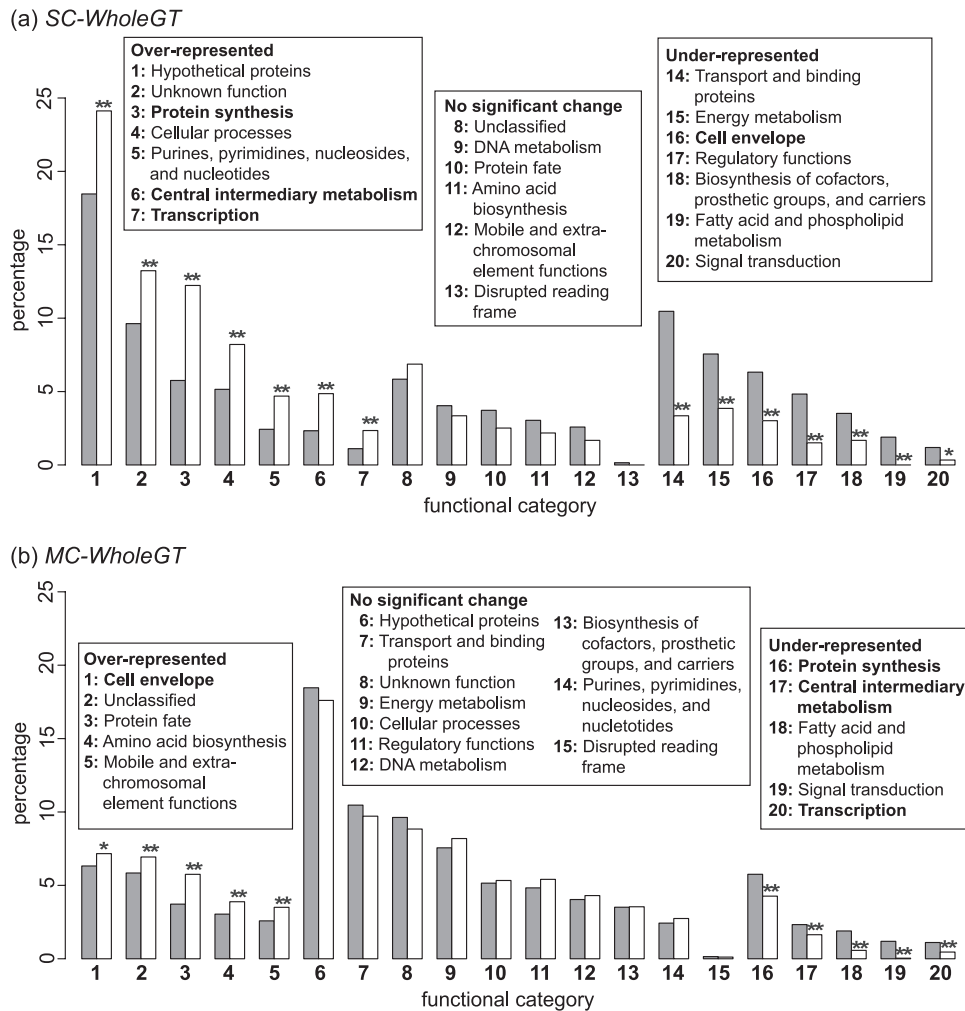 (a) SC-WholeGT
Over-represented
1: Hypothetical proteins
2: Unknown function
3: Protein synthesis
4: Cellular processes
5: Purines, pyrimidines, nucleosides,
and nucleotides
6: Central intermediary metabolism
7: Transcription
No significant change
8: Unclassified
9: DNA metabolism
10: Protein fate
11: Amino acid
biosynthesis
12: Mobile and extra-
chromosomal
element functions
13: Disrupted reading
frame
Under-represented
14: Transport and binding
proteins
15: Energy metabolism
16: Cell envelope
17: Regulatory functions
18: Biosynthesis of cofactors,
prosthetic groups, and carriers
19: Fatty acid and phospholipid
metabolism
20: Signal transduction
percentage
25
20
15
10
5
0
** ** ** ** ** ** ** ** ** ** ** ** ** *
1 2 3 4 5 6 7 8 9 10 11 12 13 14 15 16 17 18 19 20
functional category
(b) MC-WholeGT
Over-represented
1: Cell envelope
2: Unclassified
3: Protein fate
4: Amino acid biosynthesis
5: Mobile and extra-
chromosomal
element functions
No significant change
6: Hypothetical proteins
7: Transport and binding
proteins
8: Unknown function
9: Energy metabolism
10: Cellular processes
11: Regulatory functions
12: DNA metabolism
13: Biosynthesis of
cofactors, prosthetic
groups, and carriers
14: Purines, pyrimidines,
nucleosides, and
nucletotides
15: Disrupted reading
frame
Under-represented
16: Protein synthesis
17: Central intermediary
metabolism
18: Fatty acid and
phospholipid
metabolism
19: Signal transduction
20: Transcription
percentage
25
20
15
10
5
0
* ** ** ** ** ** ** ** ** **
1 2 3 4 5 6 7 8 9 10 11 12 13 14 15 16 17 18 19 20
functional category